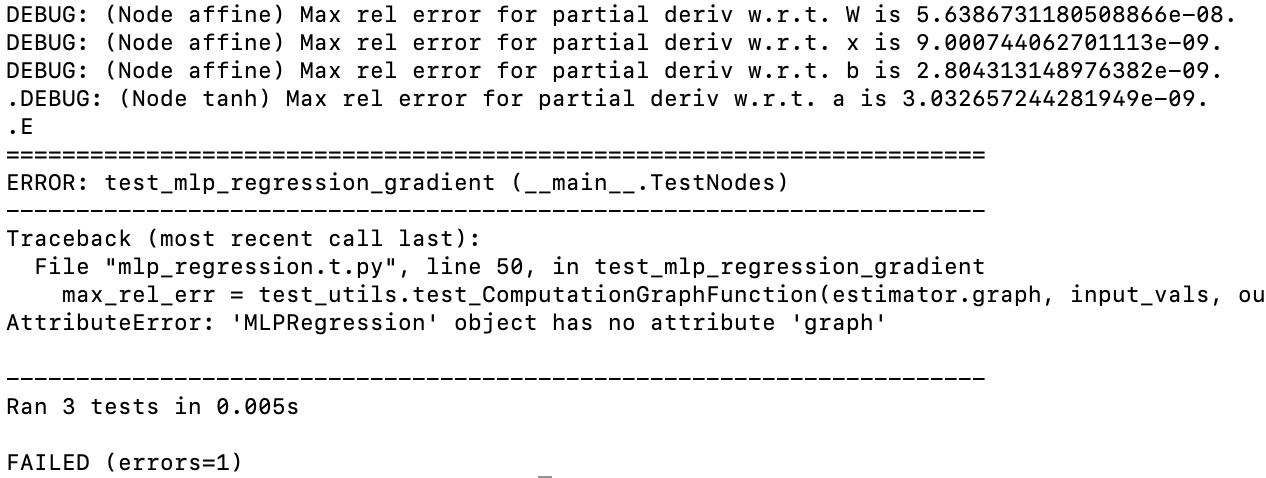 DEBUG: (Node affine) Max rel error for partial deriv w.r.t. W is 5.6386731180508866e-08.
DEBUG: (Node affine) Max rel error for partial deriv w.r.t. x is 9.000744062701113e-09.
DEBUG: (Node affine) Max rel error for partial deriv w.r.t. b is 2.804313148976382e-09.
.DEBUG: (Node tanh) Max rel error for partial deriv w.r.t. a is 3.032657244281949e-09.
.E
======================================================================
ERROR: test_mlp_regression_gradient (__main__.TestNodes)
----------------------------------------------------------------------
Traceback (most recent call last):
  File "mlp_regression.t.py", line 50, in test_mlp_regression_gradient
    max_rel_err = test_utils.test_ComputationGraphFunction(estimator.graph, input_vals, ou
AttributeError: 'MLPRegression' object has no attribute 'graph'

----------------------------------------------------------------------
Ran 3 tests in 0.005s

FAILED (errors=1)